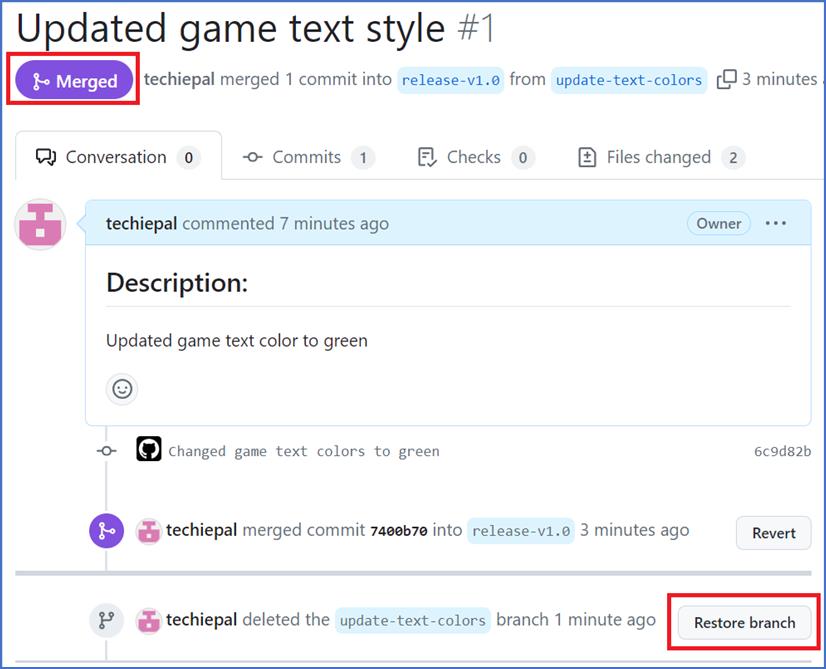 Updated game text style #1
Merged techiepal merged 1 commit into release-v1.0 from update-text-colors 3 minutes
Conversation 0 Commits 1 Checks 0 Files changed 2
techiepal commented 7 minutes ago Owner ...
Description:
Updated game text color to green
Changed game text colors to green 6c9d82b
techiepal merged commit 7400b70 into release-v1.0 3 minutes ago Revert
techiepal deleted the update-text-colors branch 1 minute ago Restore branch